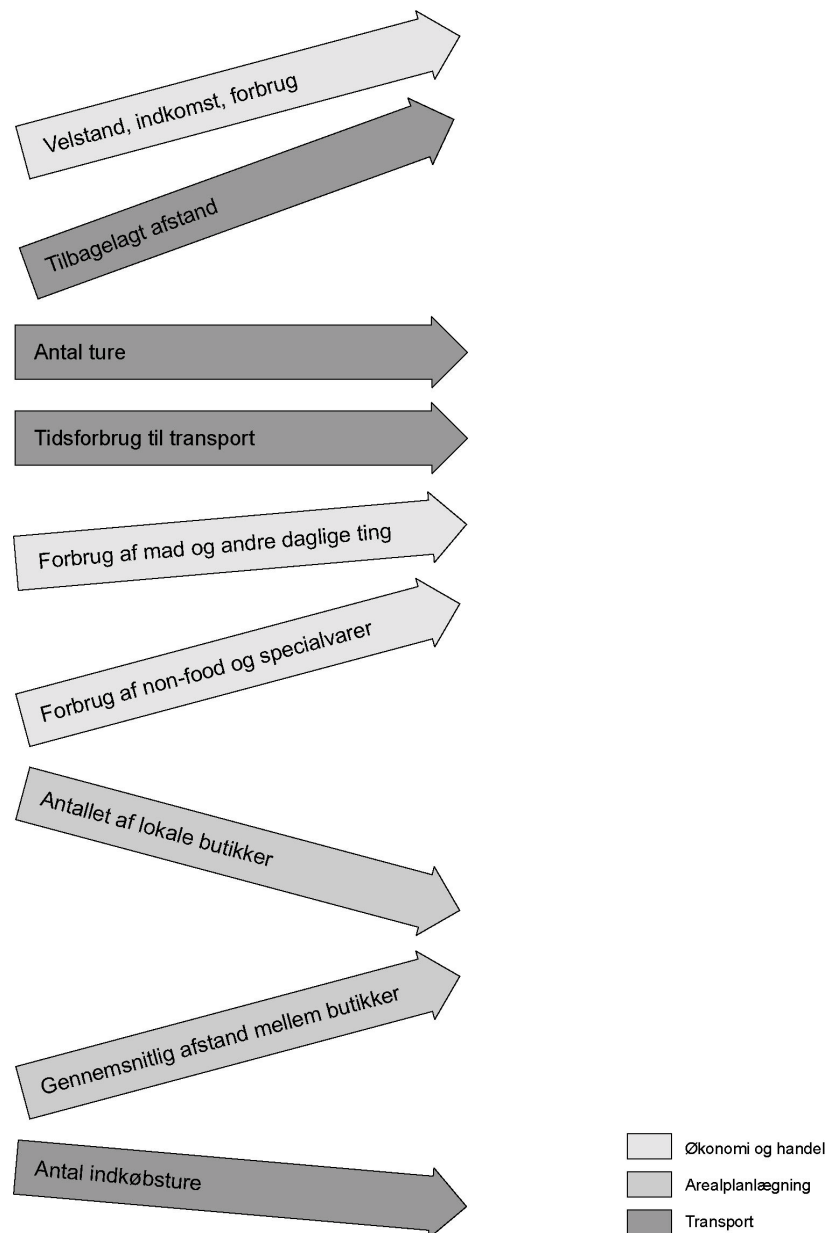 Velstand, indkomst, forbrug
Tilbagelagt afstand
Antal ture
Tidsforbrug til transport
Forbrug af mad og andre daglige ting
Forbrug af non-food og specialvarer
Antallet af lokale butikker
Gennemsnitlig afstand mellem butikker
Antal indkøbsture
Økonomi og handel
Arealplanlægning
Transport